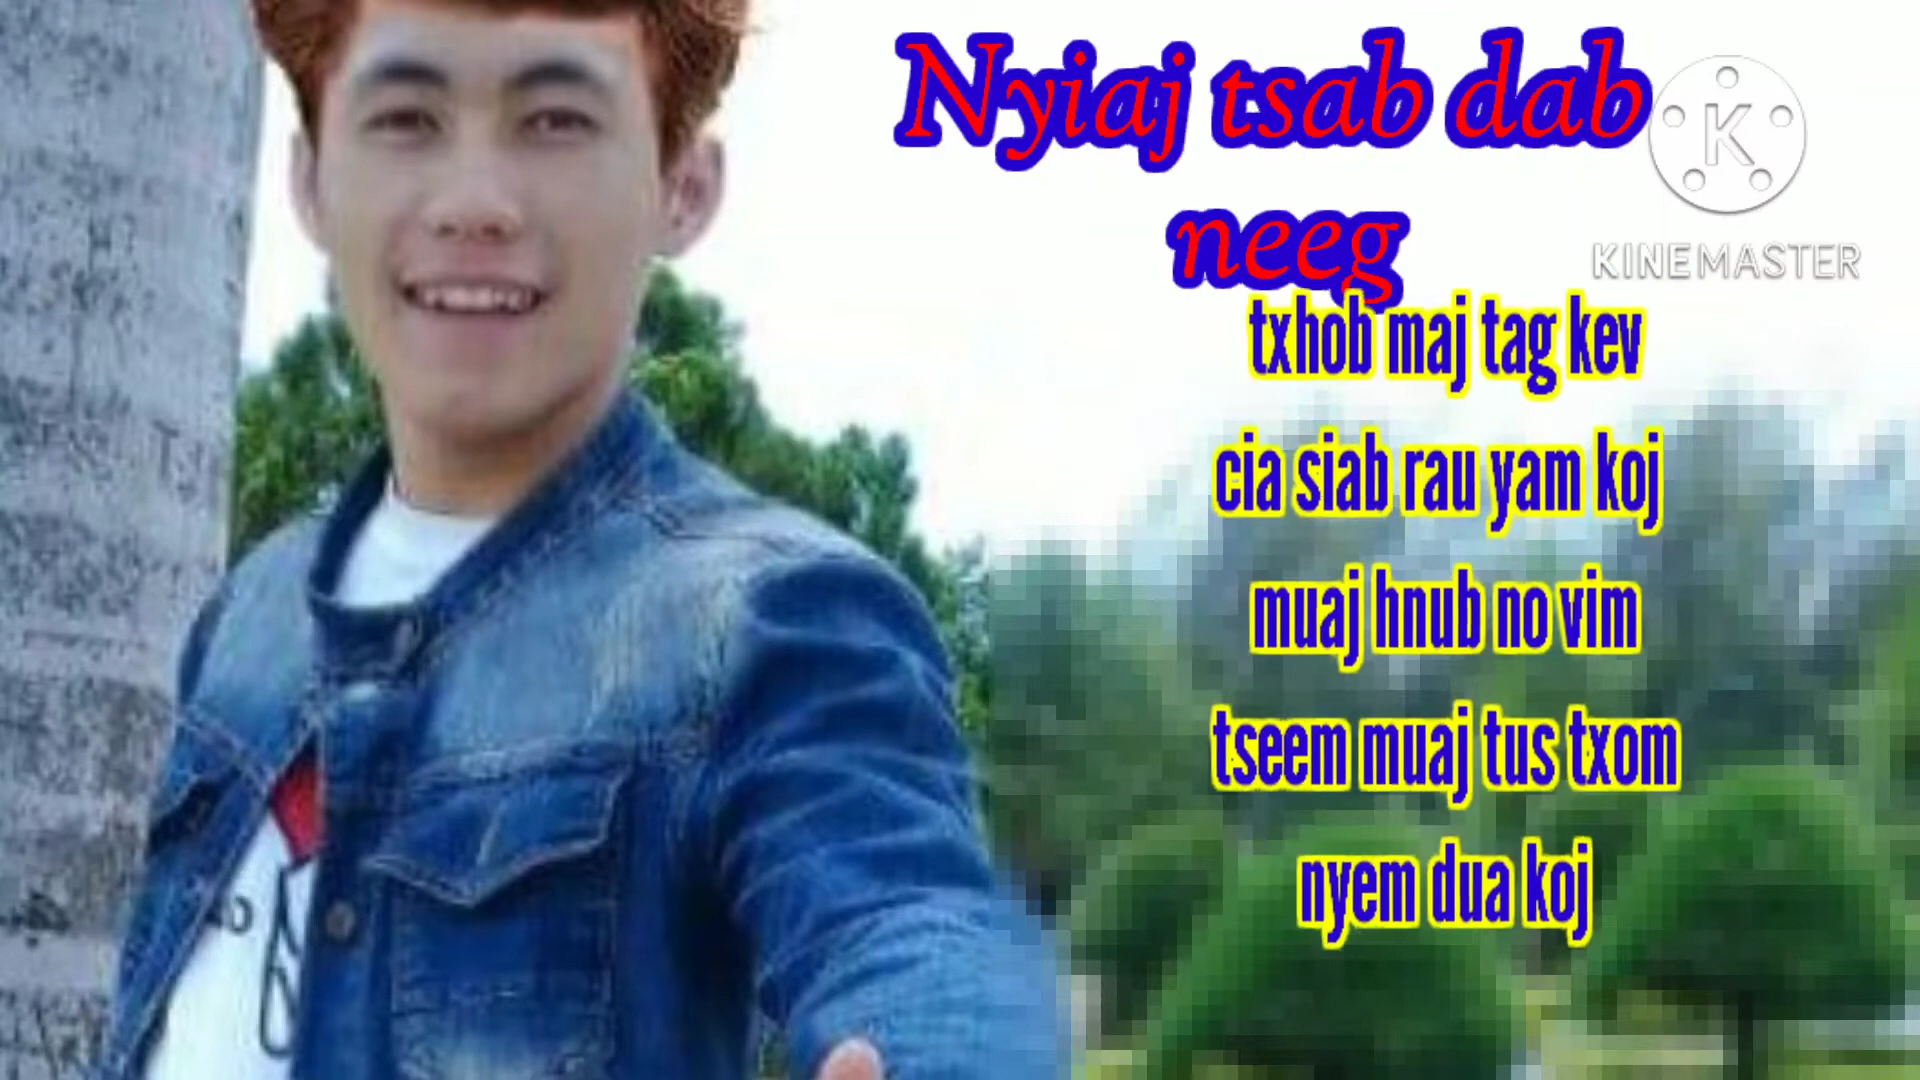 Nyiaj tsab dab
neeg
K
KINEMASTER
txhob maj tag kev
cia siab rau yam koj
muaj hnub no vim
tseem muaj tus txom
nyem dua koj